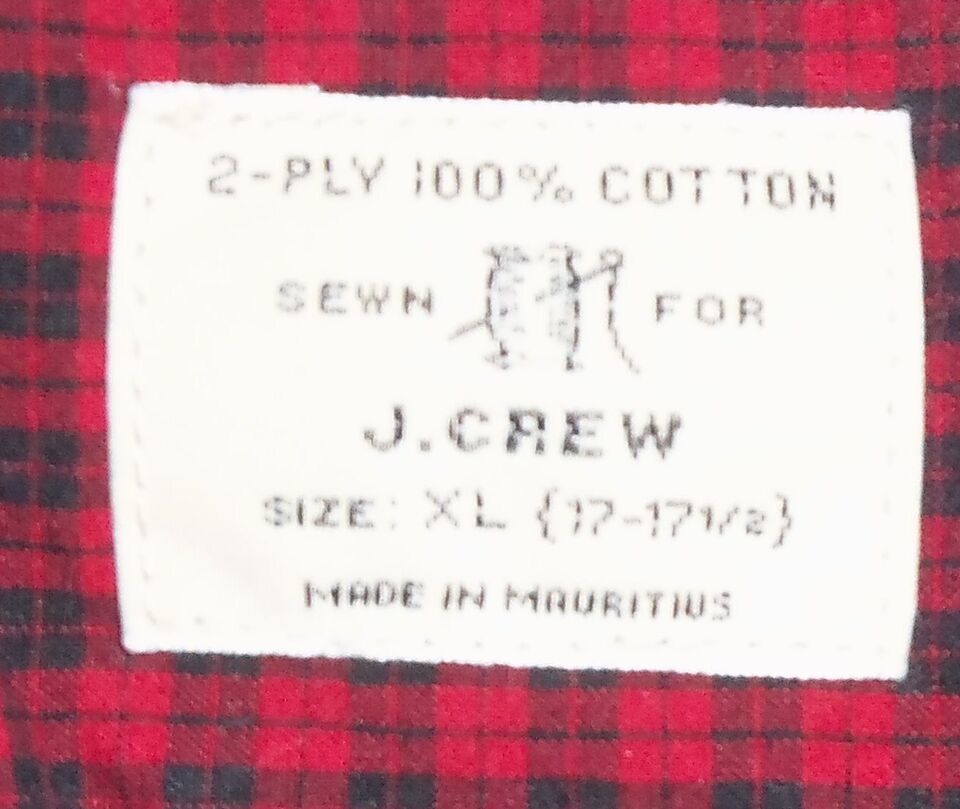 2-PLY 100% COTTON
SEWN FOR
J.CREW
SIZE: XL {17-17 1/2}
MADE IN MAURITIUS